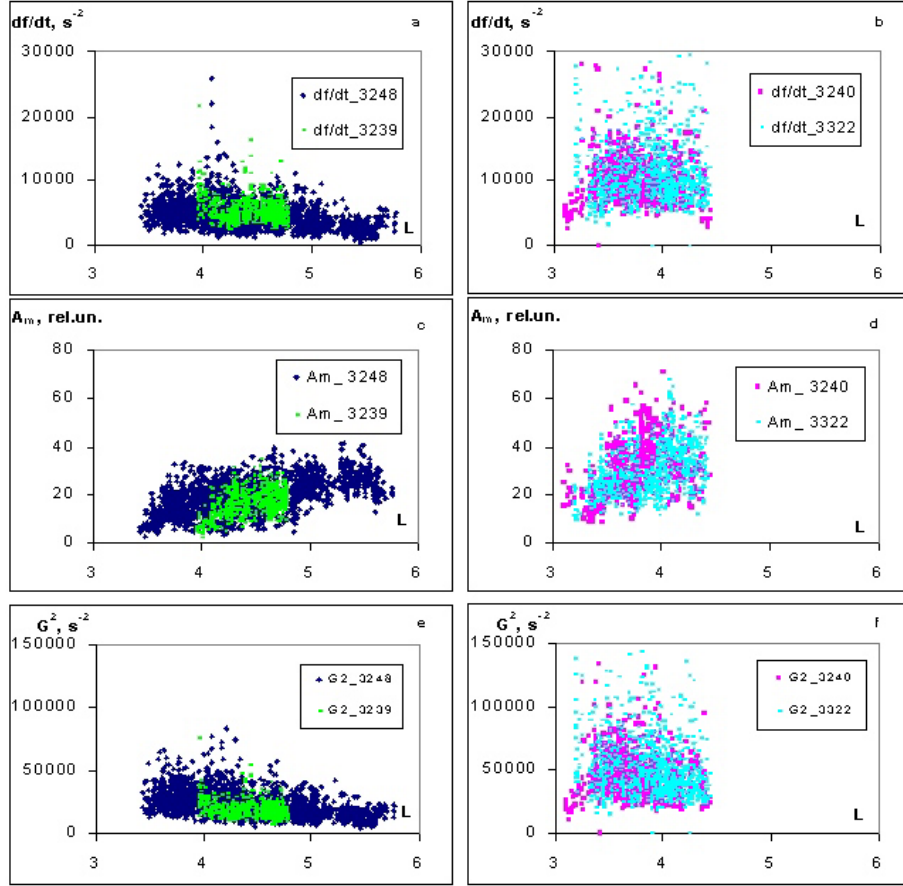 df/dt, s⁻² a
30000
20000
10000
0
df/dt_3248
df/dt_3239
L
3 4 5 6
df/dt, s⁻² b
30000
20000
10000
0
df/dt_3240
df/dt_3322
L
3 4 5 6
Aₘ, rel.un. c
80
60
40
20
0
Am_ 3248
Am_ 3239
L
3 4 5 6
Aₘ, rel.un. d
80
60
40
20
0
Am_ 3240
Am_ 3322
L
3 4 5 6
G², s⁻² e
150000
100000
50000
0
G2_3248
G2_3239
L
3 4 5 6
G², s⁻² f
150000
100000
50000
0
G2_3240
G2_3322
L
3 4 5 6